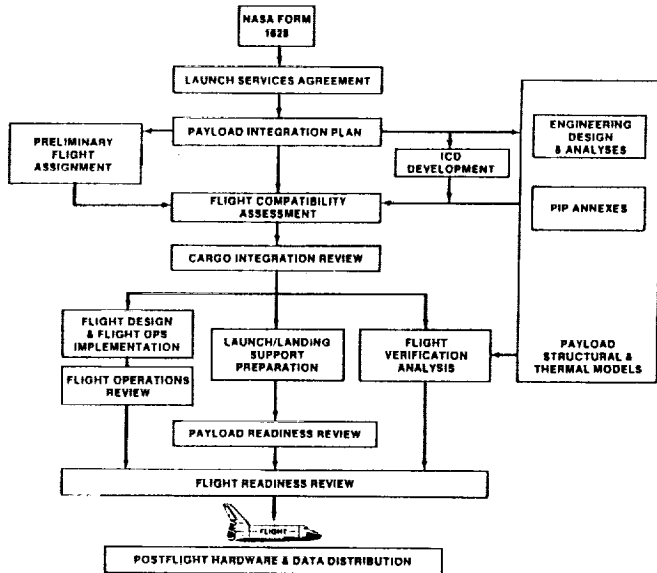 NASA FORM
1628
LAUNCH SERVICES AGREEMENT
PAYLOAD INTEGRATION PLAN
PRELIMINARY
FLIGHT
ASSIGNMENT
ICD
DEVELOPMENT
ENGINEERING
DESIGN
& ANALYSES
FLIGHT COMPATIBILITY
ASSESSMENT
PIP ANNEXES
CARGO INTEGRATION REVIEW
FLIGHT DESIGN
& FLIGHT OPS
IMPLEMENTATION
LAUNCH/LANDING
SUPPORT
PREPARATION
FLIGHT
VERIFICATION
ANALYSIS
PAYLOAD
STRUCTURAL &
THERMAL MODELS
FLIGHT OPERATIONS
REVIEW
PAYLOAD READINESS REVIEW
FLIGHT READINESS REVIEW
FLIGHT
POSTFLIGHT HARDWARE & DATA DISTRIBUTION